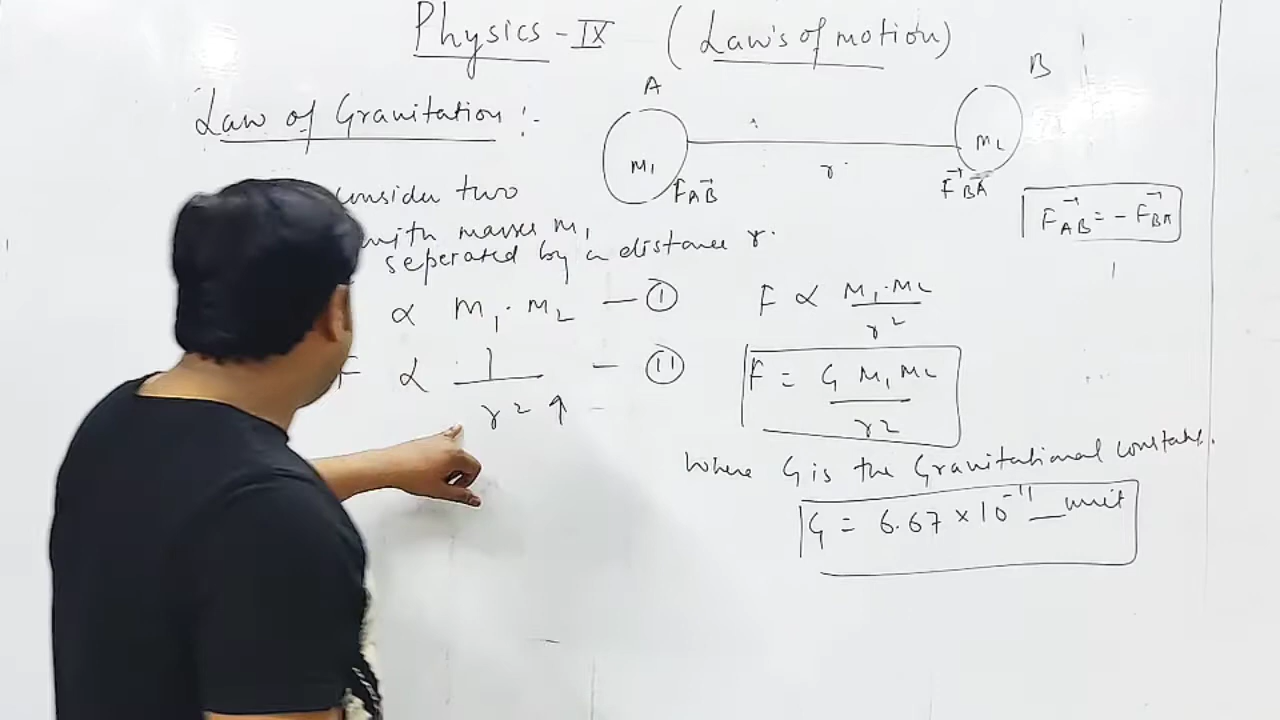 Physics - IX (Law's of motion)
Law of Gravitation :-
A
B
M₁
M₂
r
F⃗AB
F⃗BA
F⃗AB = - F⃗BA
consider two
with masses m₁
seperated by a distance r.
∝ m₁ . m₂ — (I)
F ∝ 1/r² ↑ — (II)
F ∝ M₁.M₂/r²
F = G M₁ M₂/r²
where G is the Gravitational constant.
G = 6.67 × 10⁻¹¹ __ unit